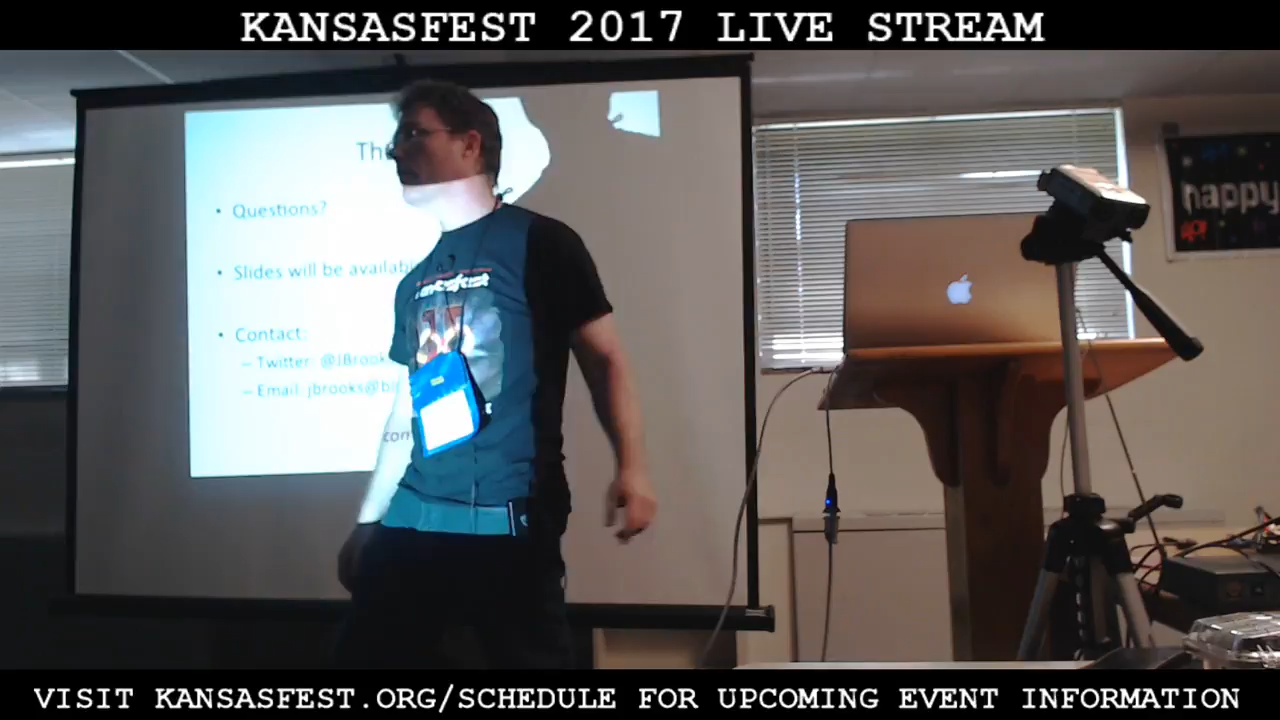 KANSASFEST 2017 LIVE STREAM
• Questions?
• Slides will be availab
• Contact:
– Twitter: @JBrook
– Email: jbrooks@b
happy
VISIT KANSASFEST.ORG/SCHEDULE FOR UPCOMING EVENT INFORMATION